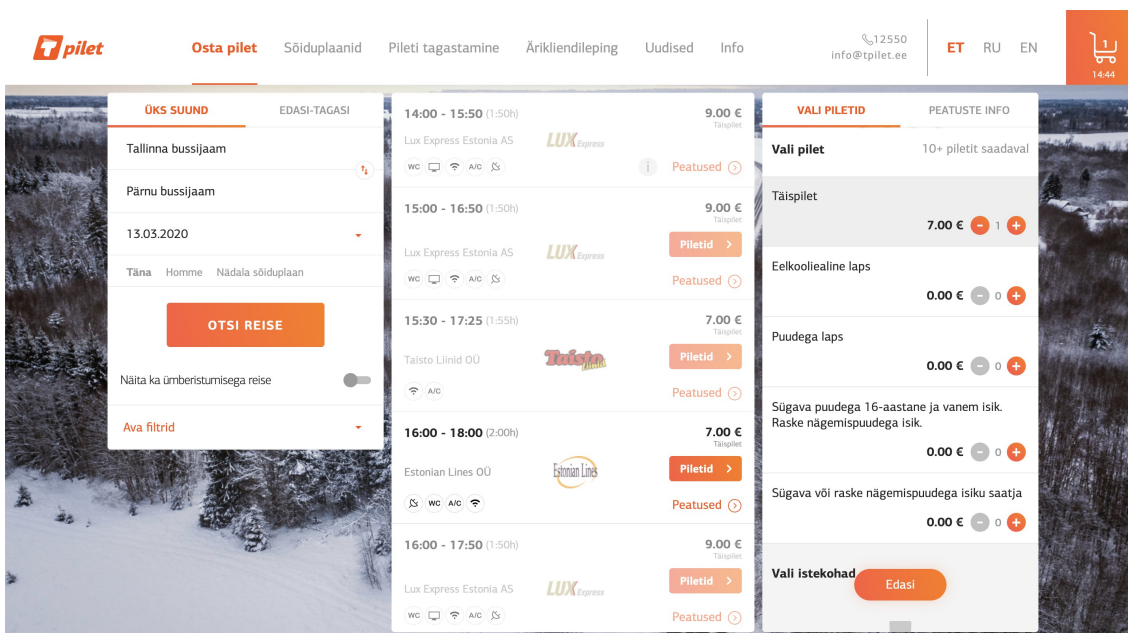 T pilet
Osta pilet
Sõiduplaanid
Pileti tagastamine
Ärikliendileping
Uudised
Info
12550
info@tpilet.ee
ET RU EN
1
14:44
ÜKS SUUND
EDASI-TAGASI
Tallinna bussijaam
Pärnu bussijaam
13.03.2020
Täna Homme Nädala sõiduplaan
OTSI REISE
Näita ka ümberistumisega reise
Ava filtrid
14:00 - 15:50 (1:50h)
9.00 €
Täispilet
Lux Express Estonia AS
LUX Express
WC A/C
i Peatused
15:00 - 16:50 (1:50h)
9.00 €
Täispilet
Piletid
Lux Express Estonia AS
LUX Express
WC A/C
Peatused
15:30 - 17:25 (1:55h)
7.00 €
Täispilet
Piletid
Taisto Liinid OÜ
Taisto Liinid
A/C
Peatused
16:00 - 18:00 (2:00h)
7.00 €
Täispilet
Piletid
Estonian Lines OÜ
Estonian Lines
WC A/C
Peatused
16:00 - 17:50 (1:50h)
9.00 €
Täispilet
Piletid
Lux Express Estonia AS
LUX Express
WC A/C
Peatused
VALI PILETID
PEATUSTE INFO
Vali pilet
10+ piletit saadaval
Täispilet
7.00 € - 1 +
Eelkooliealine laps
0.00 € - 0 +
Puudega laps
0.00 € - 0 +
Sügava puudega 16-aastane ja vanem isik.
Raske nägemispuudega isik.
0.00 € - 0 +
Sügava või raske nägemispuudega isiku saatja
0.00 € - 0 +
Vali istekohad
Edasi